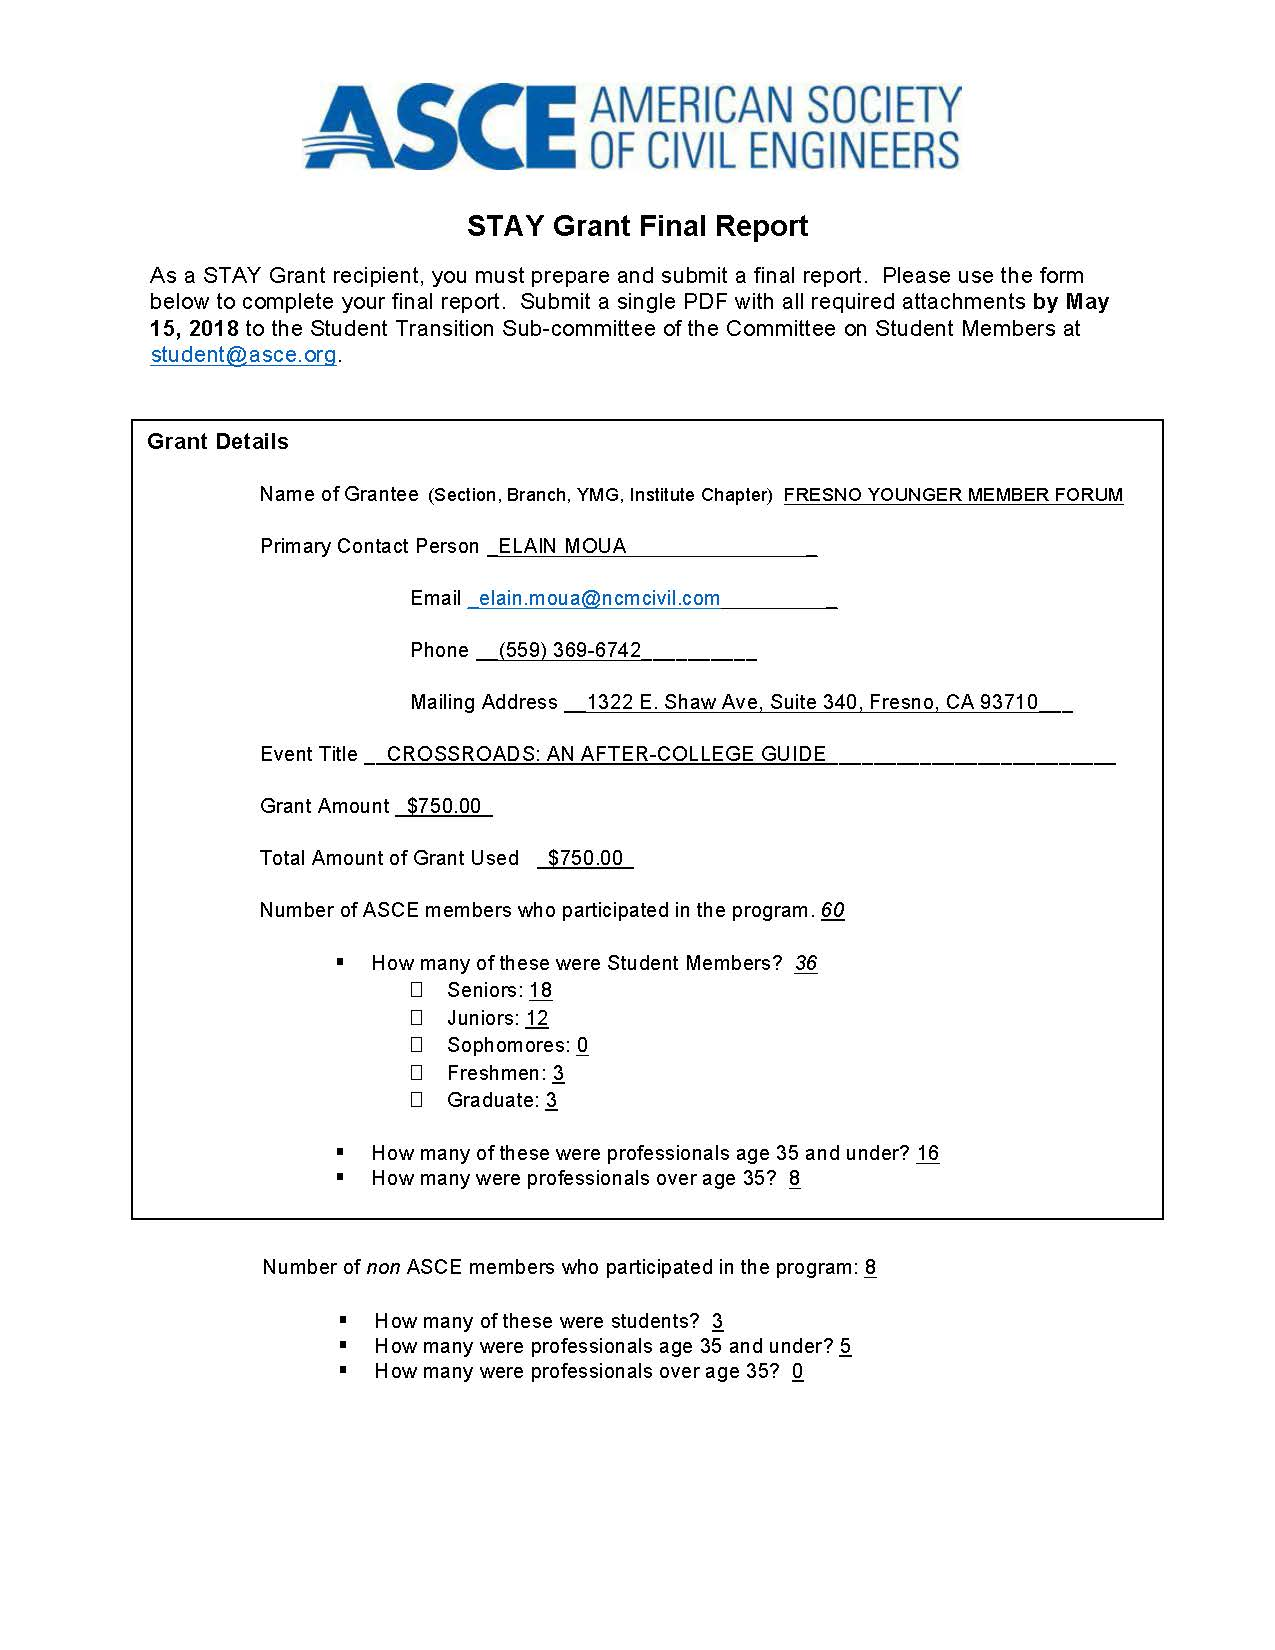 ASCE AMERICAN SOCIETY
OF CIVIL ENGINEERS
STAY Grant Final Report
As a STAY Grant recipient, you must prepare and submit a final report.  Please use the form
below to complete your final report.  Submit a single PDF with all required attachments by May
15, 2018 to the Student Transition Sub-committee of the Committee on Student Members at
student@asce.org.
Grant Details
Name of Grantee (Section, Branch, YMG, Institute Chapter) FRESNO YOUNGER MEMBER FORUM
Primary Contact Person _ELAIN MOUA_
Email _elain.moua@ncmcivil.com_
Phone __(559) 369-6742__________
Mailing Address __1322 E. Shaw Ave, Suite 340, Fresno, CA 93710___
Event Title __CROSSROADS: AN AFTER-COLLEGE GUIDE________________________
Grant Amount _$750.00_
Total Amount of Grant Used _$750.00_
Number of ASCE members who participated in the program. 60
▪ How many of these were Student Members? 36
□ Seniors: 18
□ Juniors: 12
□ Sophomores: 0
□ Freshmen: 3
□ Graduate: 3
▪ How many of these were professionals age 35 and under? 16
▪ How many were professionals over age 35? 8
Number of non ASCE members who participated in the program: 8
▪ How many of these were students? 3
▪ How many were professionals age 35 and under? 5
▪ How many were professionals over age 35? 0